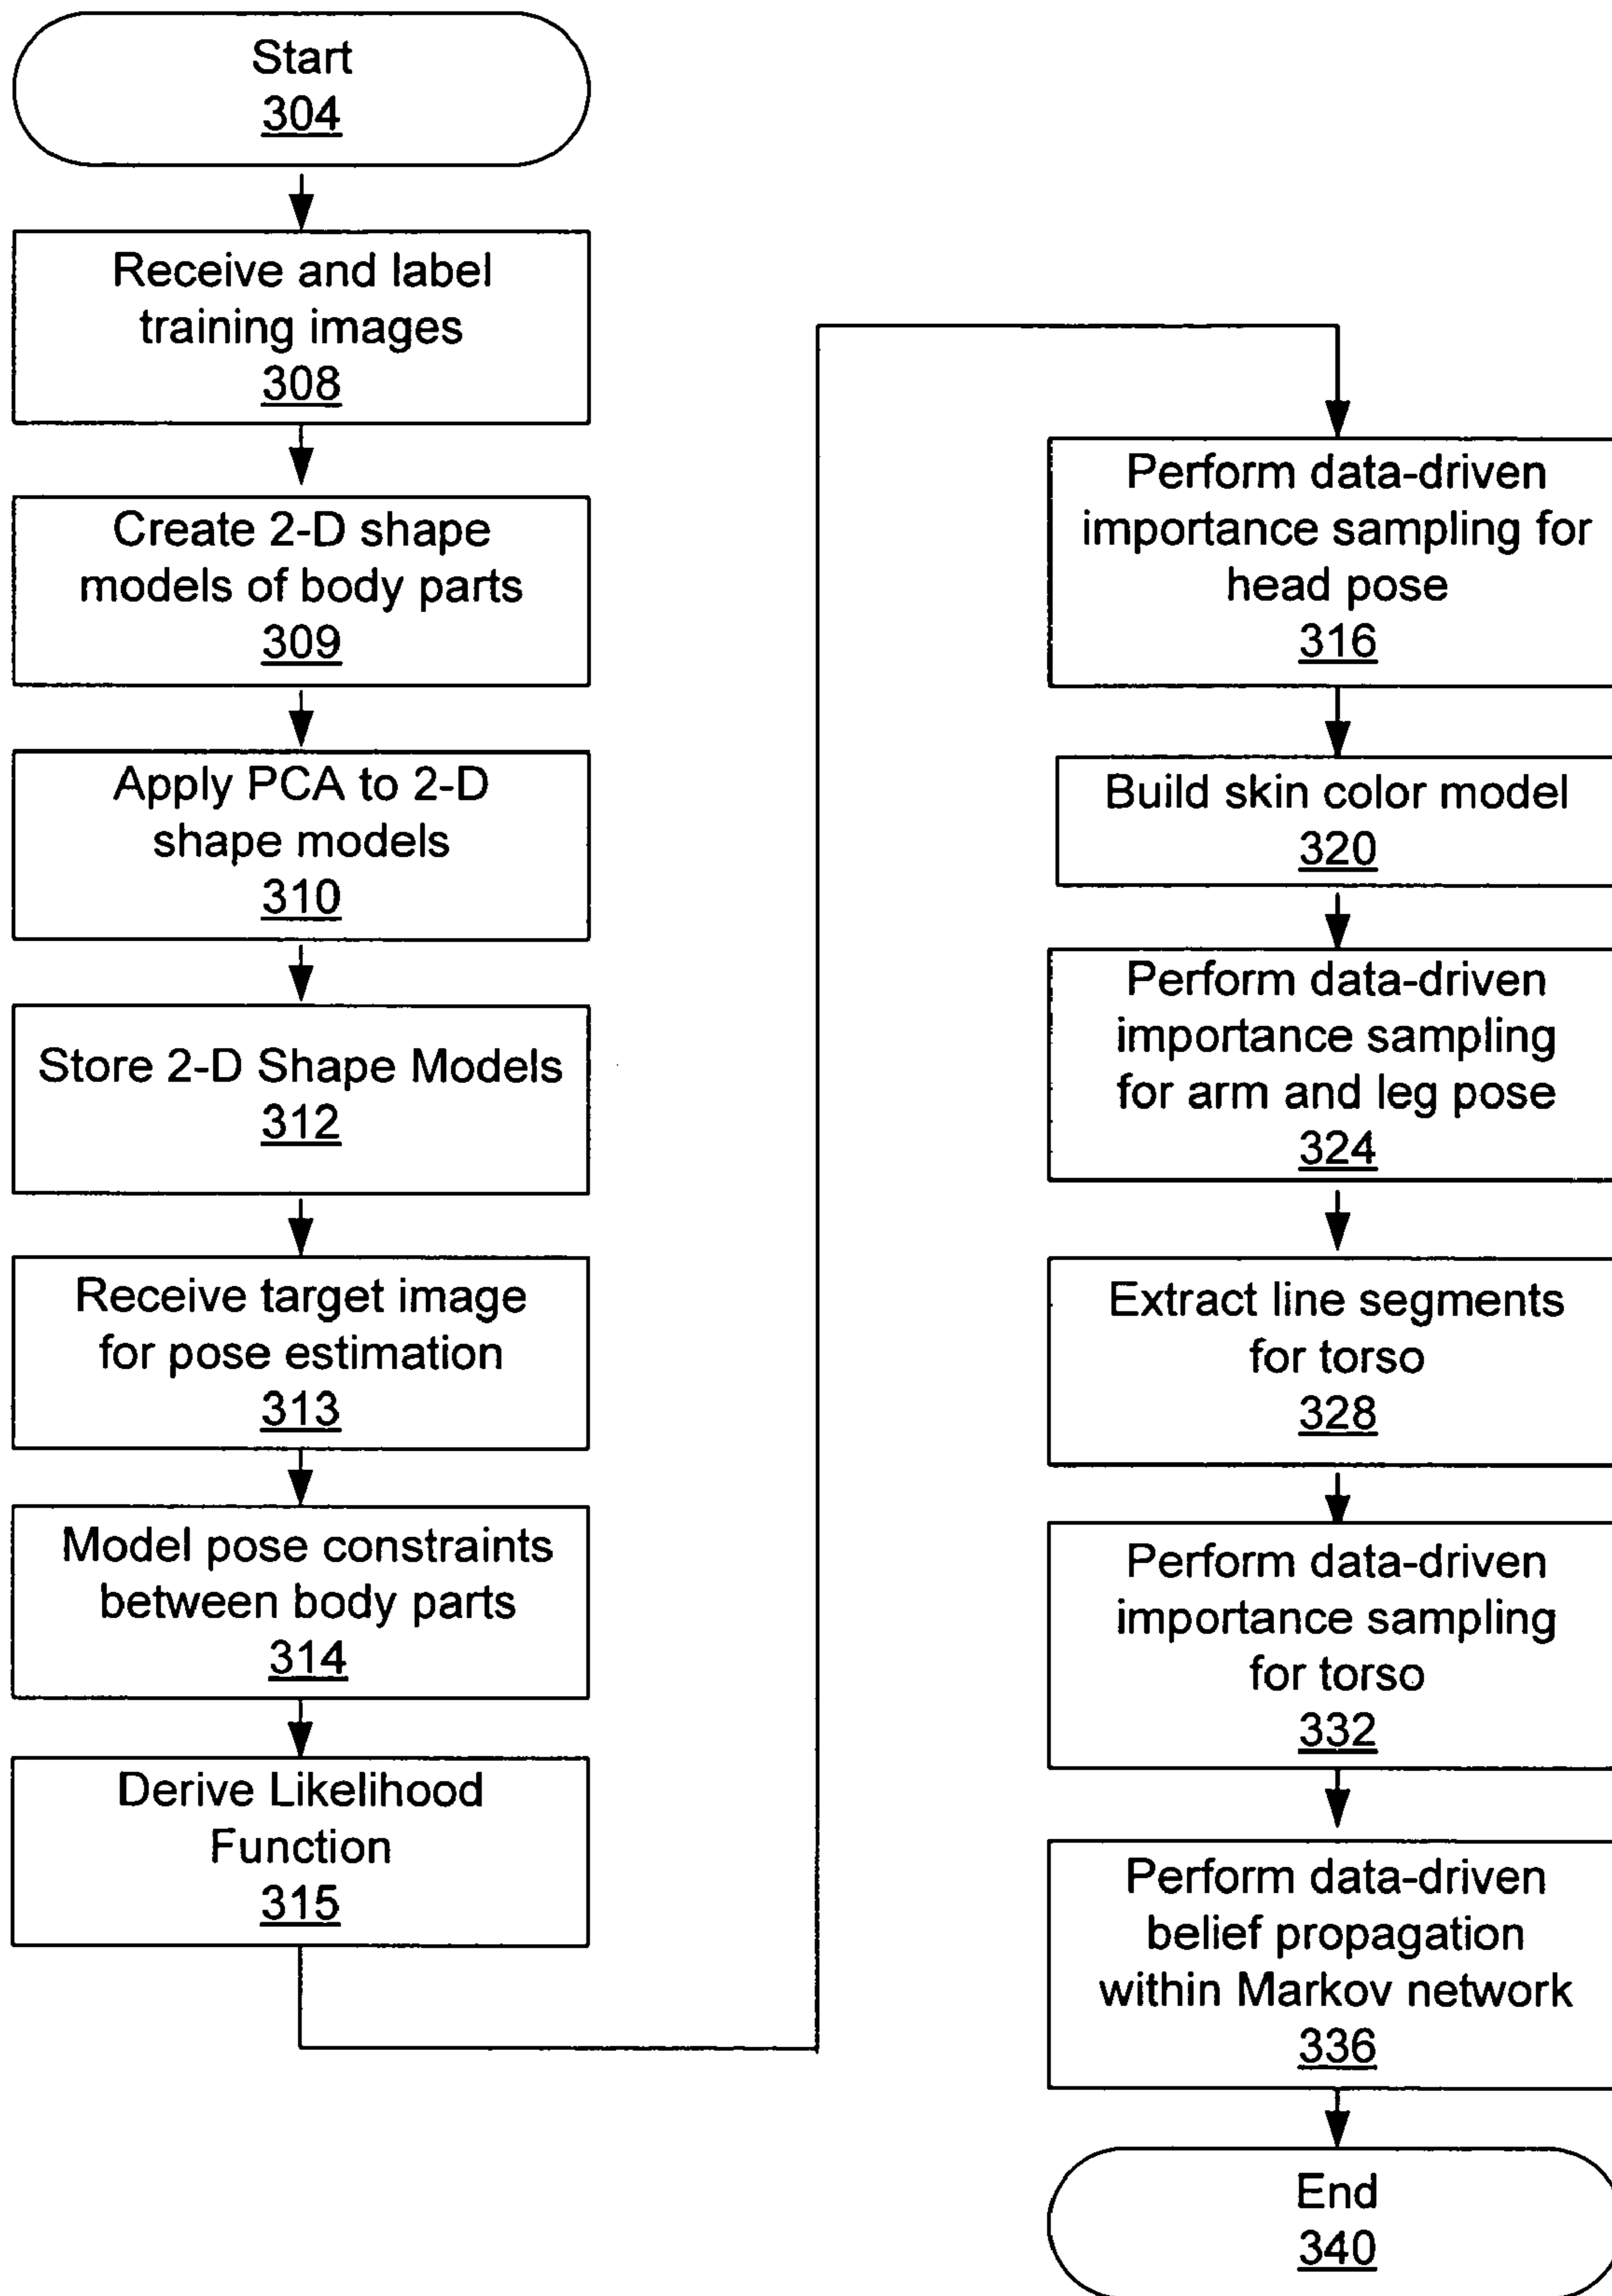 Start
304
Receive and label
training images
308
Create 2-D shape
models of body parts
309
Apply PCA to 2-D
shape models
310
Store 2-D Shape Models
312
Receive target image
for pose estimation
313
Model pose constraints
between body parts
314
Derive Likelihood
Function
315
Perform data-driven
importance sampling for
head pose
316
Build skin color model
320
Perform data-driven
importance sampling
for arm and leg pose
324
Extract line segments
for torso
328
Perform data-driven
importance sampling
for torso
332
Perform data-driven
belief propagation
within Markov network
336
End
340